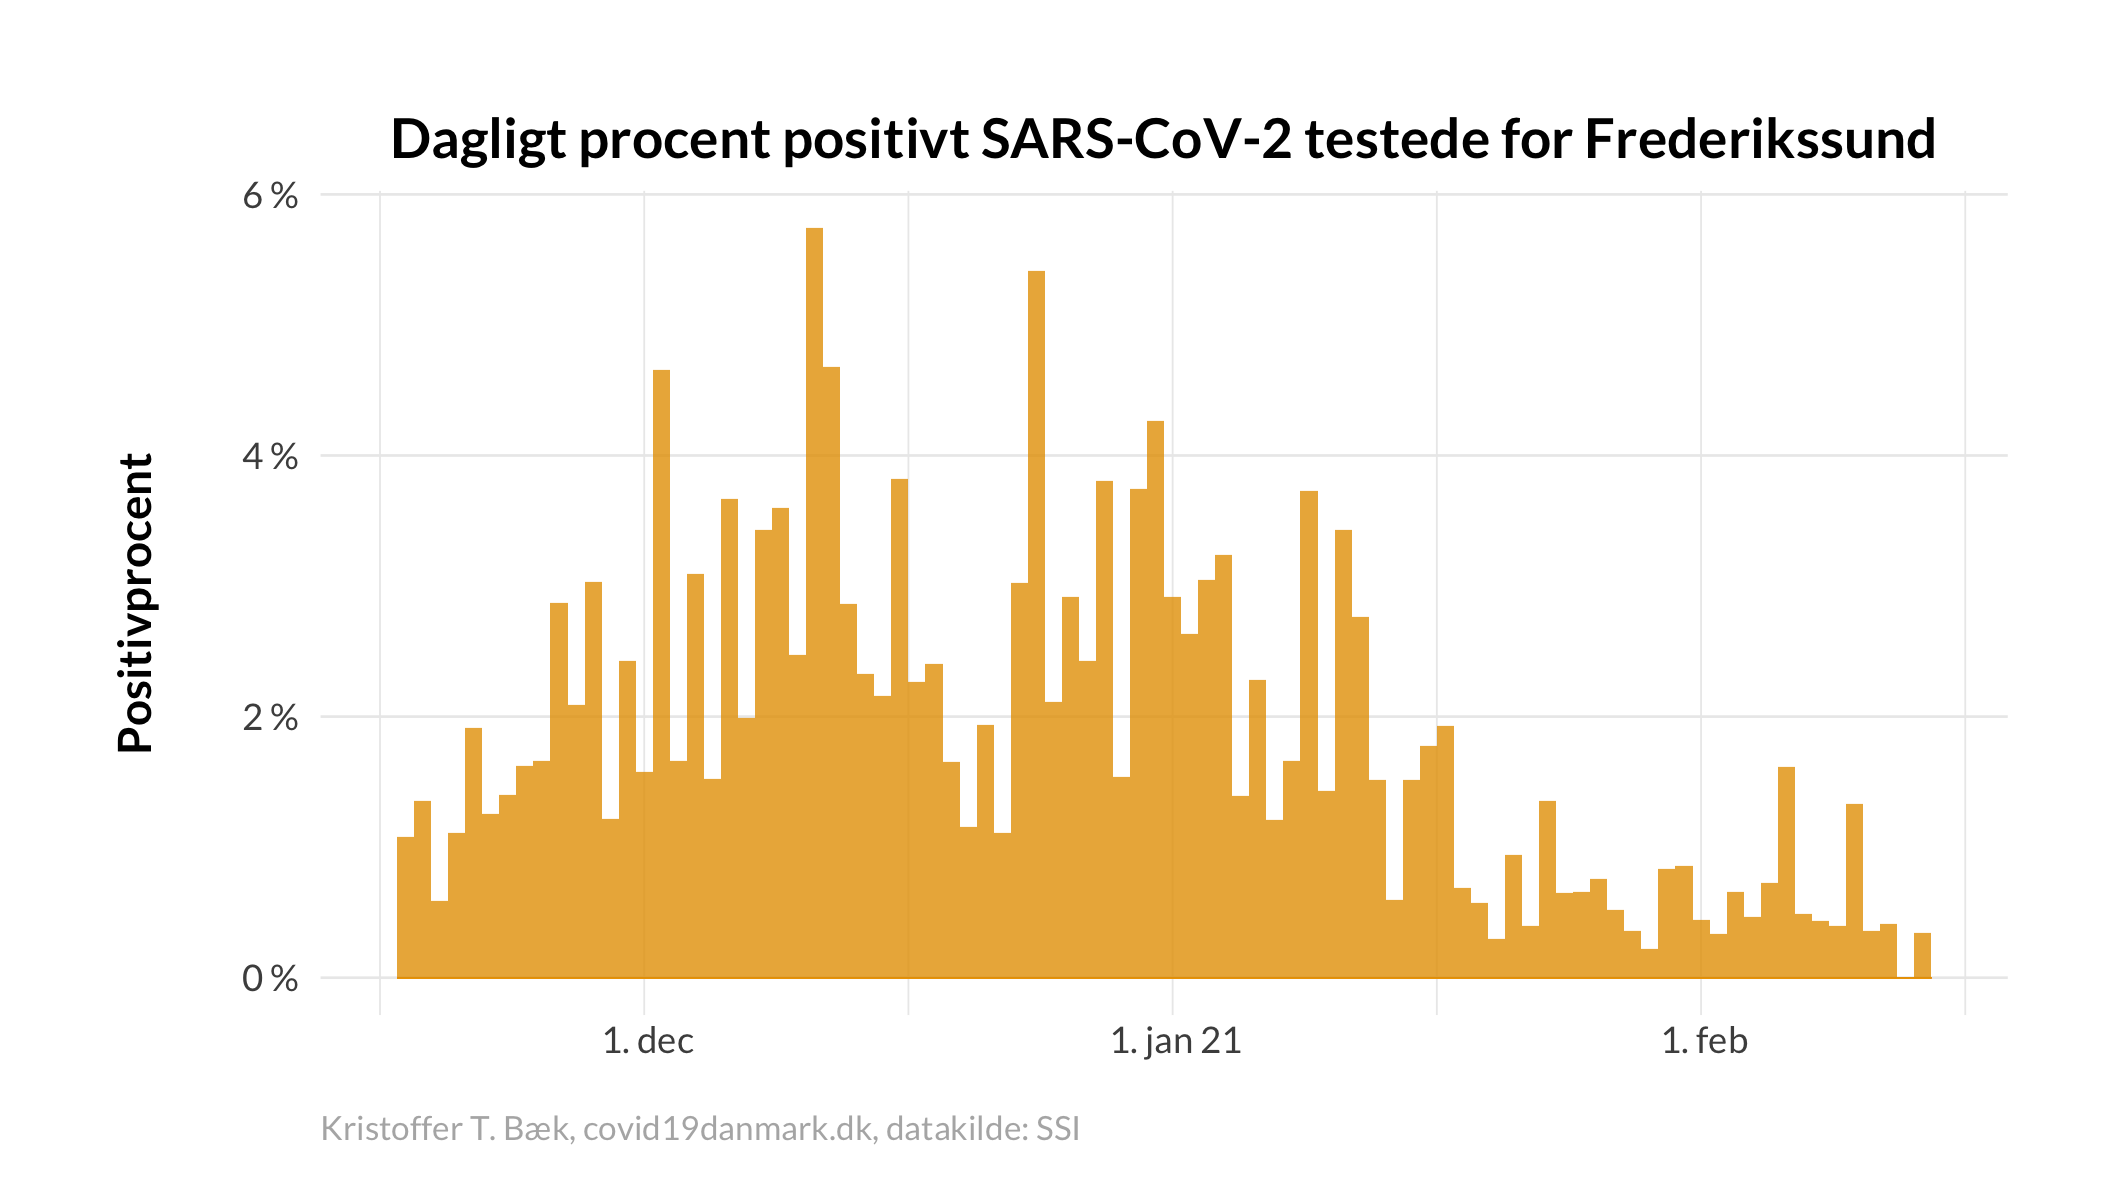 Dagligt procent positivt SARS-CoV-2 testede for Frederikssund
Positivprocent
6 %
4 %
2 %
0 %
1. dec
1. jan 21
1. feb
Kristoffer T. Bæk, covid19danmark.dk, datakilde: SSI